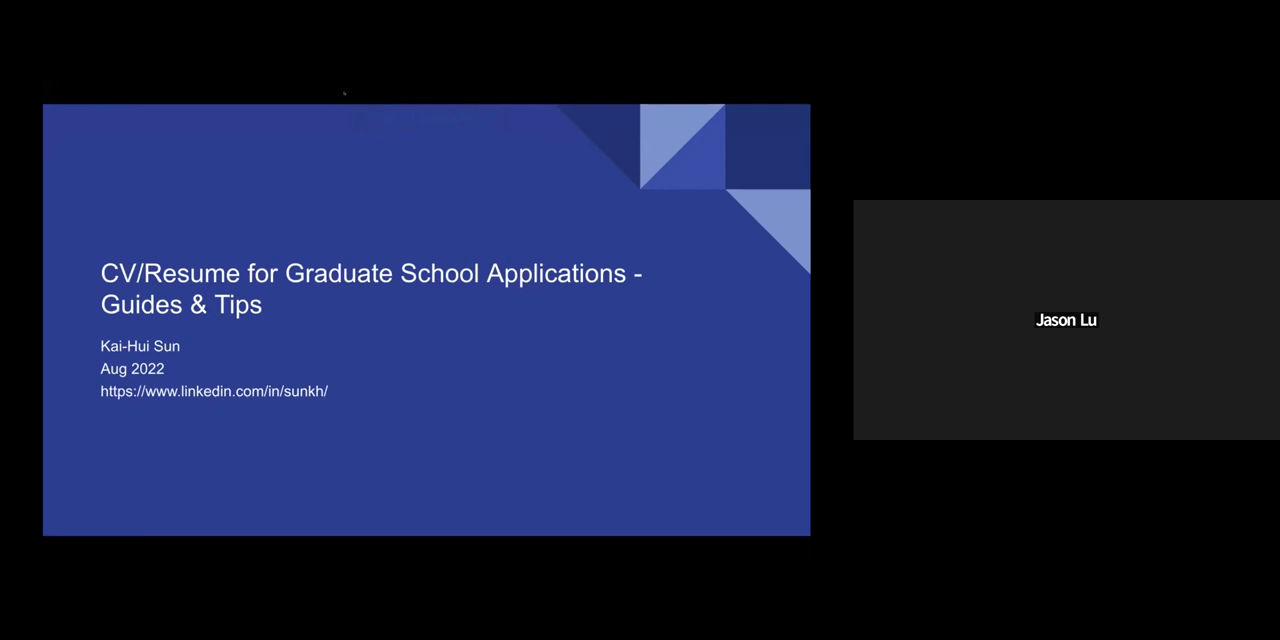 CV/Resume for Graduate School Applications -
Guides & Tips
Kai-Hui Sun
Aug 2022
https://www.linkedin.com/in/sunkh/
Jason Lu